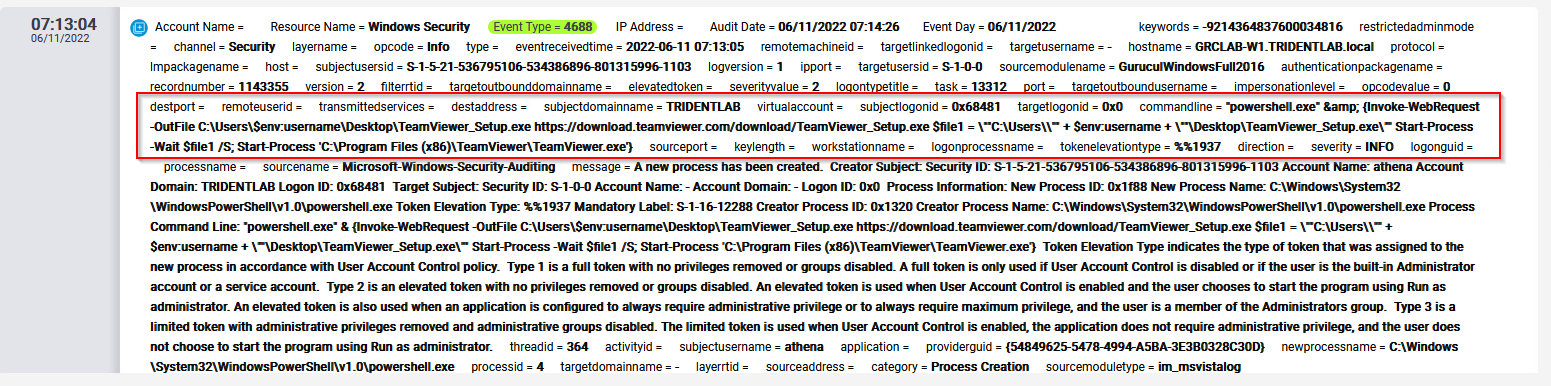 07:13:04
06/11/2022
Account Name = Resource Name = Windows Security Event Type = 4688 IP Address = Audit Date = 06/11/2022 07:14:26 Event Day = 06/11/2022 keywords = -9214364837600034816 restrictedadminmode
= channel = Security layername = opcode = Info type = eventreceivedtime = 2022-06-11 07:13:05 remotemachineid = targetlinkedlogonid = targetusername = - hostname = GRCLAB-W1.TRIDENTLAB.local protocol =
lmpackagename = host = subjectusersid = S-1-5-21-536795106-534386896-801315996-1103 logversion = 1 ipport = targetusersid = S-1-0-0 sourcemodulename = GuruculWindowsFull2016 authenticationpackagename =
recordnumber = 1143355 version = 2 filterrtid = targetoutbounddomainname = elevatedtoken = severityvalue = 2 logontypetitle = task = 13312 port = targetoutboundusername = impersonationlevel = opcodevalue = 0
destport = remoteuserid = transmittedservices = destaddress = subjectdomainname = TRIDENTLAB virtualaccount = subjectlogonid = 0x68481 targetlogonid = 0x0 commandline = "powershell.exe" &amp; {Invoke-WebRequest
-OutFile C:\Users\$env:username\Desktop\TeamViewer_Setup.exe https://download.teamviewer.com/download/TeamViewer_Setup.exe $file1 = \""C:\Users\\"" + $env:username + \""\Desktop\TeamViewer_Setup.exe\"" Start-Process
-Wait $file1 /S; Start-Process 'C:\Program Files (x86)\TeamViewer\TeamViewer.exe'} sourceport = keylength = workstationname = logonprocessname = tokenelevationtype = %%1937 direction = severity = INFO logonguid =
processname = sourcename = Microsoft-Windows-Security-Auditing message = A new process has been created. Creator Subject: Security ID: S-1-5-21-536795106-534386896-801315996-1103 Account Name: athena Account
Domain: TRIDENTLAB Logon ID: 0x68481 Target Subject: Security ID: S-1-0-0 Account Name: - Account Domain: - Logon ID: 0x0 Process Information: New Process ID: 0x1f88 New Process Name: C:\Windows\System32
\WindowsPowerShell\v1.0\powershell.exe Token Elevation Type: %%1937 Mandatory Label: S-1-16-12288 Creator Process ID: 0x1320 Creator Process Name: C:\Windows\System32\WindowsPowerShell\v1.0\powershell.exe Process
Command Line: "powershell.exe" & {Invoke-WebRequest -OutFile C:\Users\$env:username\Desktop\TeamViewer_Setup.exe https://download.teamviewer.com/download/TeamViewer_Setup.exe $file1 = \""C:\Users\\"" +
$env:username + \""\Desktop\TeamViewer_Setup.exe\"" Start-Process -Wait $file1 /S; Start-Process 'C:\Program Files (x86)\TeamViewer\TeamViewer.exe'} Token Elevation Type indicates the type of token that was assigned to the
new process in accordance with User Account Control policy. Type 1 is a full token with no privileges removed or groups disabled. A full token is only used if User Account Control is disabled or if the user is the built-in Administrator
account or a service account. Type 2 is an elevated token with no privileges removed or groups disabled. An elevated token is used when User Account Control is enabled and the user chooses to start the program using Run as
administrator. An elevated token is also used when an application is configured to always require administrative privilege or to always require maximum privilege, and the user is a member of the Administrators group. Type 3 is a
limited token with administrative privileges removed and administrative groups disabled. The limited token is used when User Account Control is enabled, the application does not require administrative privilege, and the user does
not choose to start the program using Run as administrator. threadid = 364 activityid = subjectusername = athena application = providerguid = {54849625-5478-4994-A5BA-3E3B0328C30D} newprocessname = C:\Windows
\System32\WindowsPowerShell\v1.0\powershell.exe processid = 4 targetdomainname = - layerrtid = sourceaddress = category = Process Creation sourcemoduletype = im_msvistalog